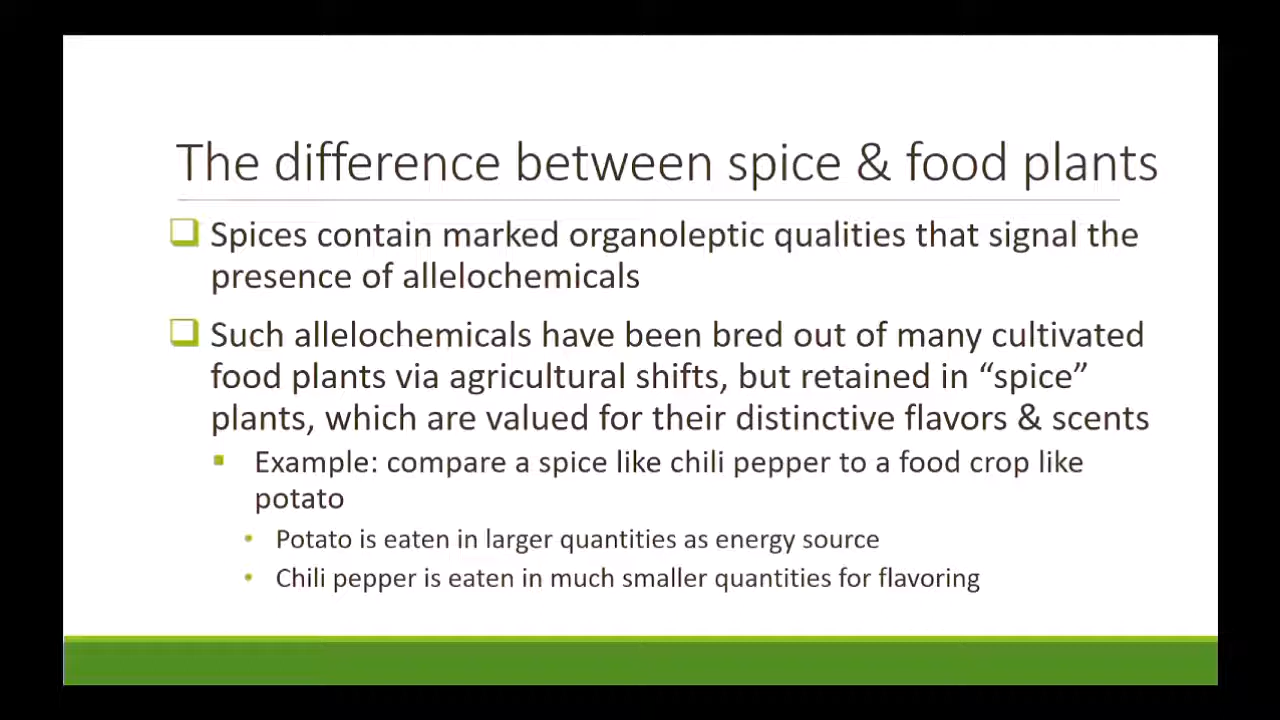 The difference between spice & food plants
Spices contain marked organoleptic qualities that signal the
presence of allelochemicals
Such allelochemicals have been bred out of many cultivated
food plants via agricultural shifts, but retained in “spice”
plants, which are valued for their distinctive flavors & scents
Example: compare a spice like chili pepper to a food crop like
potato
Potato is eaten in larger quantities as energy source
Chili pepper is eaten in much smaller quantities for flavoring